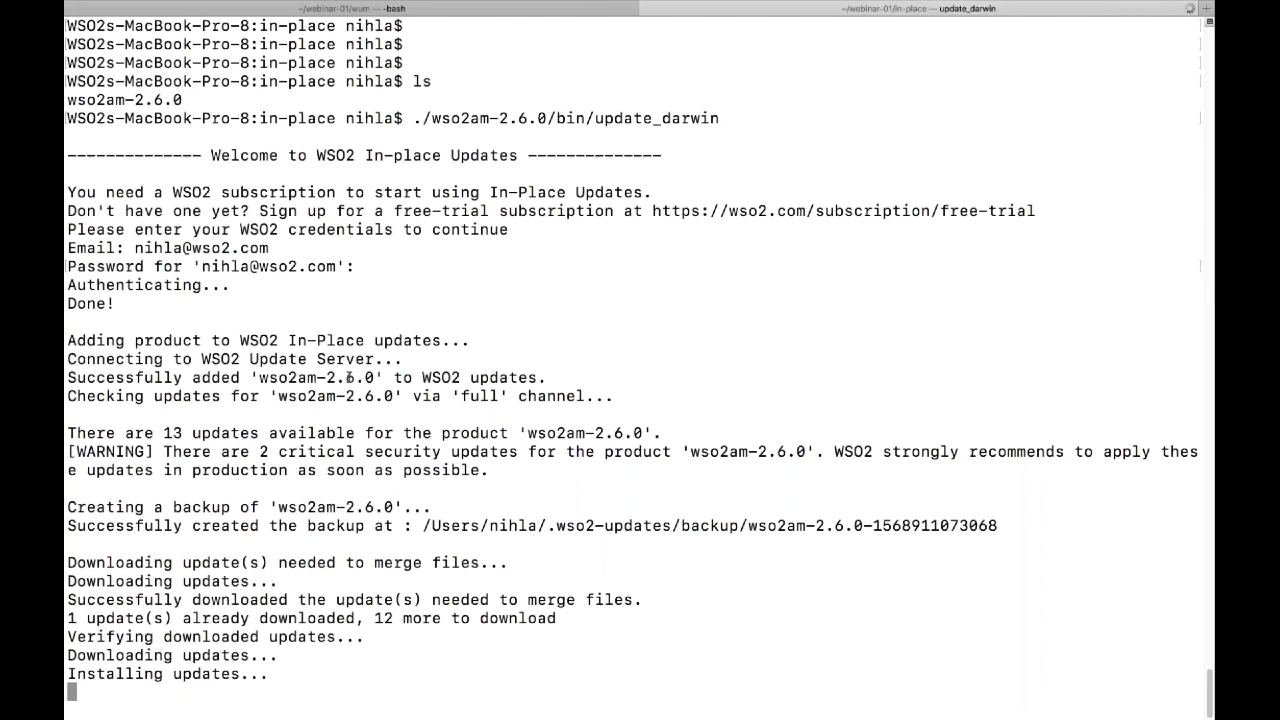 ~/webinar-01/wum — -bash
~/webinar-01/in-place — update_darwin
WSO2s-MacBook-Pro-8:in-place nihla$
WSO2s-MacBook-Pro-8:in-place nihla$
WSO2s-MacBook-Pro-8:in-place nihla$
WSO2s-MacBook-Pro-8:in-place nihla$ ls
wso2am-2.6.0
WSO2s-MacBook-Pro-8:in-place nihla$ ./wso2am-2.6.0/bin/update_darwin
-------------- Welcome to WSO2 In-place Updates --------------
You need a WSO2 subscription to start using In-Place Updates.
Don't have one yet? Sign up for a free-trial subscription at https://wso2.com/subscription/free-trial
Please enter your WSO2 credentials to continue
Email: nihla@wso2.com
Password for 'nihla@wso2.com':
Authenticating...
Done!
Adding product to WSO2 In-Place updates...
Connecting to WSO2 Update Server...
Successfully added 'wso2am-2.6.0' to WSO2 updates.
Checking updates for 'wso2am-2.6.0' via 'full' channel...
There are 13 updates available for the product 'wso2am-2.6.0'.
[WARNING] There are 2 critical security updates for the product 'wso2am-2.6.0'. WSO2 strongly recommends to apply thes
e updates in production as soon as possible.
Creating a backup of 'wso2am-2.6.0'...
Successfully created the backup at : /Users/nihla/.wso2-updates/backup/wso2am-2.6.0-1568911073068
Downloading update(s) needed to merge files...
Downloading updates...
Successfully downloaded the update(s) needed to merge files.
1 update(s) already downloaded, 12 more to download
Verifying downloaded updates...
Downloading updates...
Installing updates...